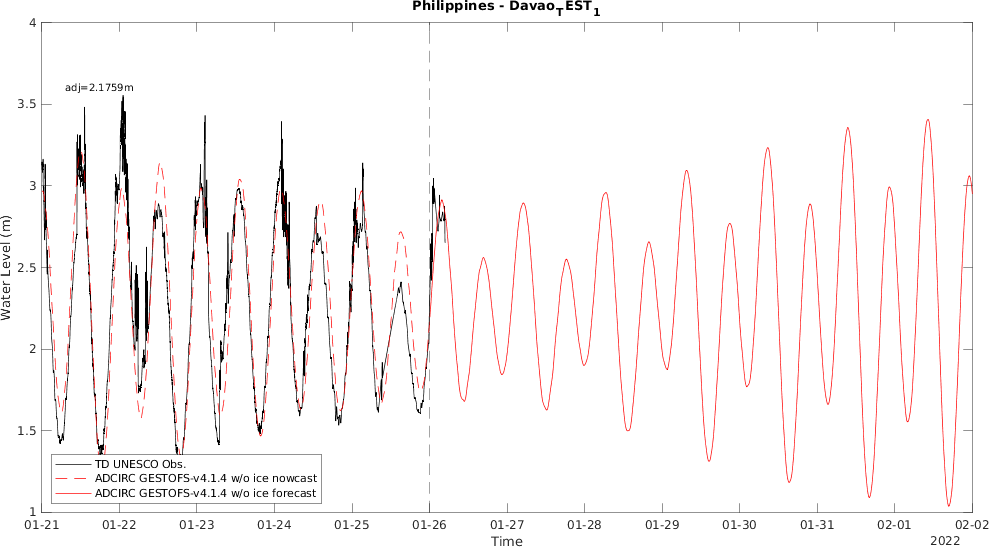 Philippines - Davao_TEST_1
4
3.5
3
2.5
2
1.5
1
Water Level (m)
adj=2.1759m
TD UNESCO Obs.
ADCIRC GESTOFS-v4.1.4 w/o ice nowcast
ADCIRC GESTOFS-v4.1.4 w/o ice forecast
01-21 01-22 01-23 01-24 01-25 01-26 01-27 01-28 01-29 01-30 01-31 02-01 02-02
Time
2022